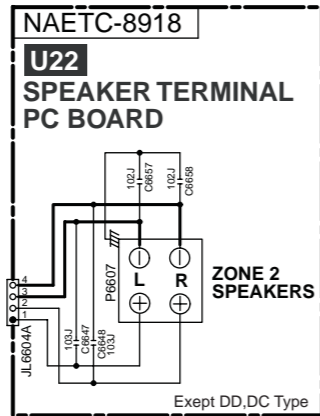 NAETC-8918
U22
SPEAKER TERMINAL
PC BOARD
102J
C6657
102J
C6658
P6607
L
R
ZONE 2
SPEAKERS
4
3
2
1
JL6604A
103J
C6647
C6648
103J
Exept DD,DC Type